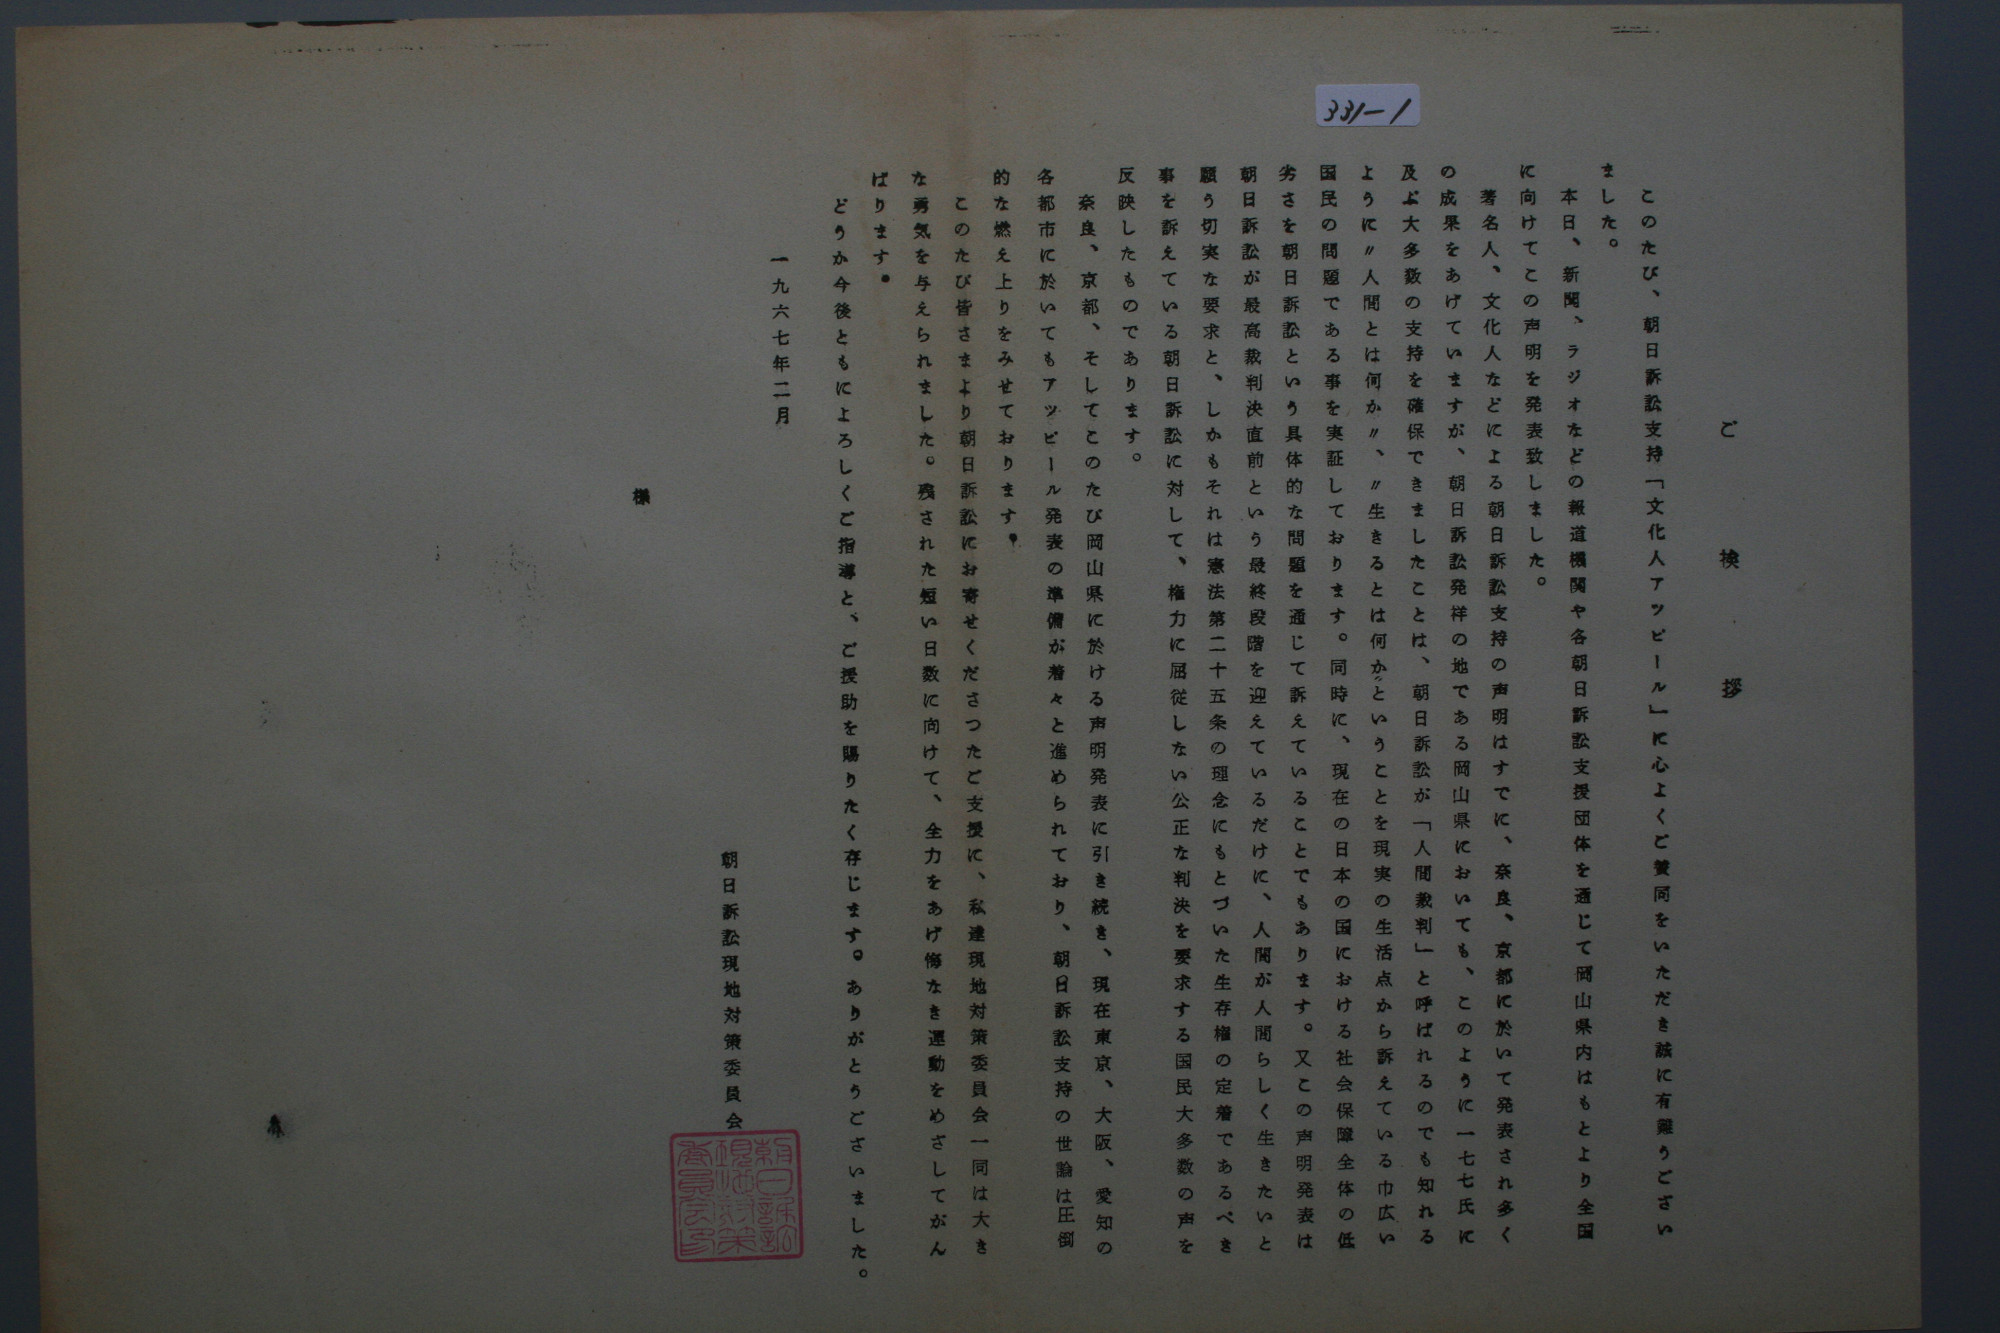 331-1
ご検拶
このたび、朝日訴訟支持「文化人アッピール」に心よくご賛同をいただき誠に有難うござい
ました。
本日、新聞、ラジオなどの報道機関や各朝日訴訟支援団体を通じて岡山県内はもとより全国
に向けてこの声明を発表致しました。
著名人、文化人などによる朝日訴訟支持の声明はすでに、奈良、京都に於いて発表され多く
の成果をあげていますが、朝日訴訟発祥の地である岡山県においても、このように一七七氏に
及ぶ大多数の支持を確保できましたことは、朝日訴訟が「人間裁判」と呼ばれるのでも知れる
ように〃人間とは何か〃、〃生きるとは何か〃ということを現実の生活点から訴えている巾広い
国民の問題である事を実証しております。同時に、現在の日本の国における社会保障全体の低
劣さを朝日訴訟という具体的な問題を通じて訴えていることでもあります。又この声明発表は
朝日訴訟が最高裁判決直前という最終段階を迎えているだけに、人間が人間らしく生きたいと
願う切実な要求と、しかもそれは憲法第二十五条の理念にもとづいた生存権の定着であるべき
事を訴えている朝日訴訟に対して、権力に屈従しない公正な判決を要求する国民大多数の声を
反映したものであります。
奈良、京都、そしてこのたび岡山県に於ける声明発表に引き続き、現在東京、大阪、愛知の
各都市に於いてもアッピール発表の準備が着々と進められており、朝日訴訟支持の世論は圧倒
的な燃え上りをみせております。
このたび皆さまより朝日訴訟にお寄せくださつたご支援に、私達現地対策委員会一同は大き
な勇気を与えられました。残された短い日数に向けて、全力をあげ悔なき運動をめざしてがん
ばります。
どうか今後ともによろしくご指導と、ご援助を賜りたく存じます。ありがとうございました。
一九六七年二月
朝日訴訟現地対策委員会
朝日訴訟
現地対策
委員会印
様